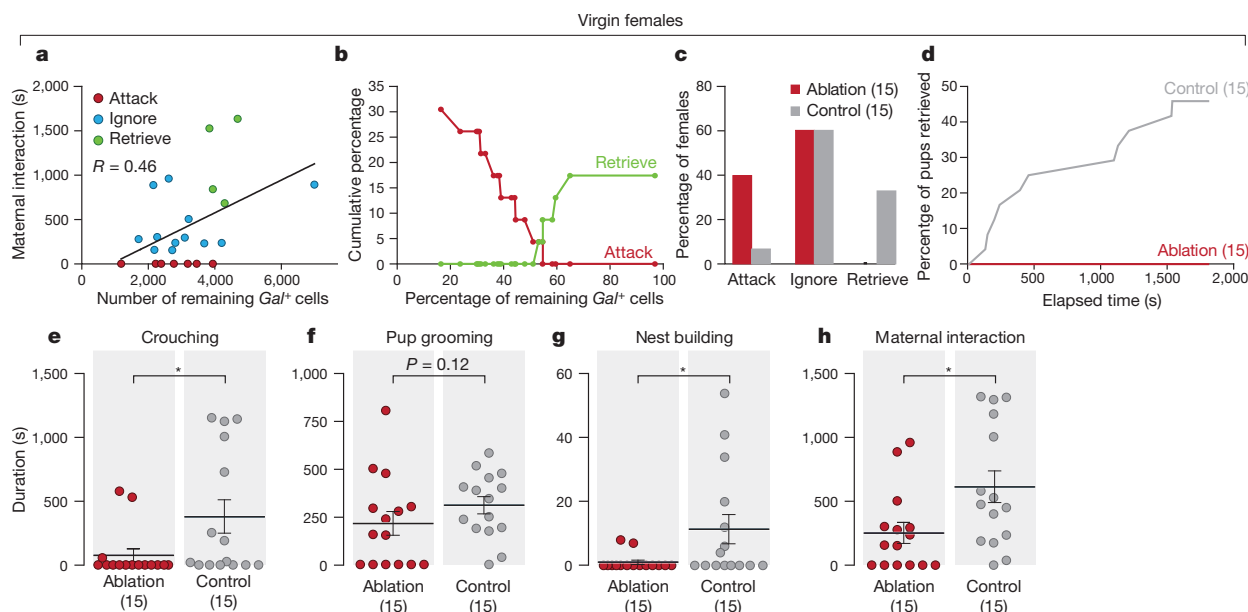 Virgin females
a
Maternal interaction (s)
2,000
1,500
1,000
500
0
Attack
Ignore
Retrieve
R = 0.46
0 2,000 4,000 6,000
Number of remaining Gal+ cells
b
Cumulative percentage
35
30
25
20
15
10
5
0
Retrieve
Attack
0 20 40 60 80 100
Percentage of remaining Gal+ cells
c
Percentage of females
80
60
40
20
0
Ablation (15)
Control (15)
Attack Ignore Retrieve
d
Percentage of pups retrieved
50
40
30
20
10
0
Control (15)
Ablation (15)
0 500 1,000 1,500 2,000
Elapsed time (s)
e Crouching
Duration (s)
1,500
1,000
500
0
*
Ablation Control
(15) (15)
f Pup grooming
1,000
750
500
250
0
P = 0.12
Ablation Control
(15) (15)
g Nest building
60
40
20
0
*
Ablation Control
(15) (15)
h Maternal interaction
1,500
1,000
500
0
*
Ablation Control
(15) (15)